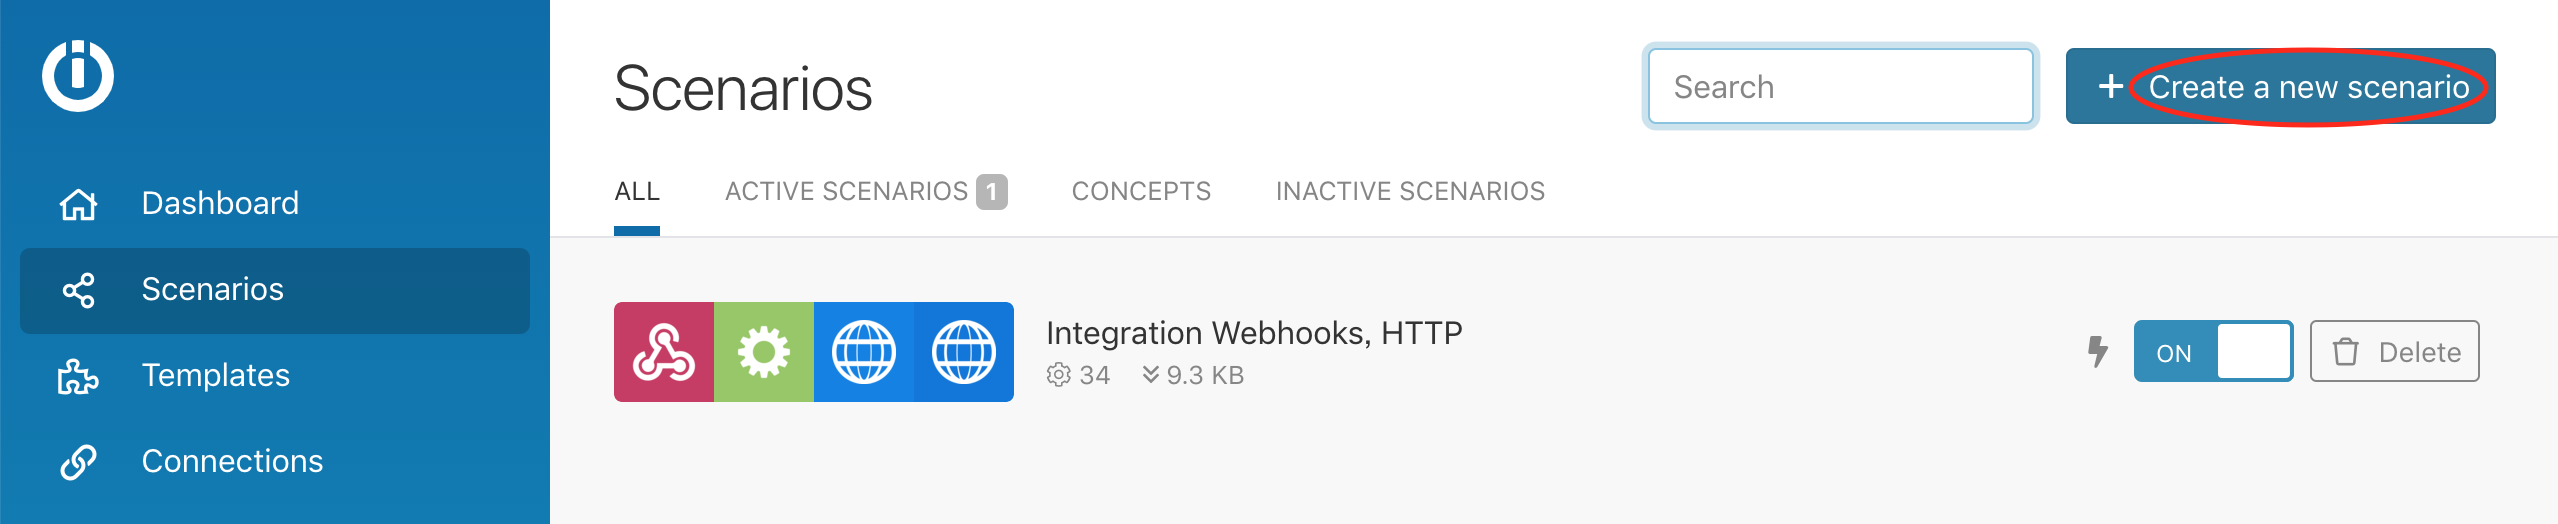 Dashboard
Scenarios
Templates
Connections
Scenarios
Search
+ Create a new scenario
ALL
ACTIVE SCENARIOS 1
CONCEPTS
INACTIVE SCENARIOS
Integration Webhooks, HTTP
34
9.3 KB
ON
Delete